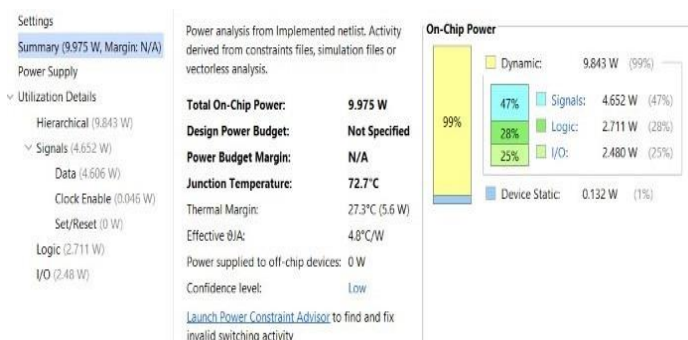 Settings
Summary (9.975 W, Margin: N/A)
Power Supply
Utilization Details
Hierarchical (9.843 W)
Signals (4.652 W)
Data (4.606 W)
Clock Enable (0.046 W)
Set/Reset (0 W)
Logic (2.711 W)
I/O (2.48 W)
Power analysis from Implemented netlist. Activity
derived from constraints files, simulation files or
vectorless analysis.
Total On-Chip Power: 9.975 W
Design Power Budget: Not Specified
Power Budget Margin: N/A
Junction Temperature: 72.7°C
Thermal Margin: 27.3°C (5.6 W)
Effective ϑJA: 4.8°C/W
Power supplied to off-chip devices: 0 W
Confidence level: Low
Launch Power Constraint Advisor to find and fix
invalid switching activity
On-Chip Power
99%
Dynamic: 9.843 W (99%)
47% Signals: 4.652 W (47%)
28% Logic: 2.711 W (28%)
25% I/O: 2.480 W (25%)
Device Static: 0.132 W (1%)